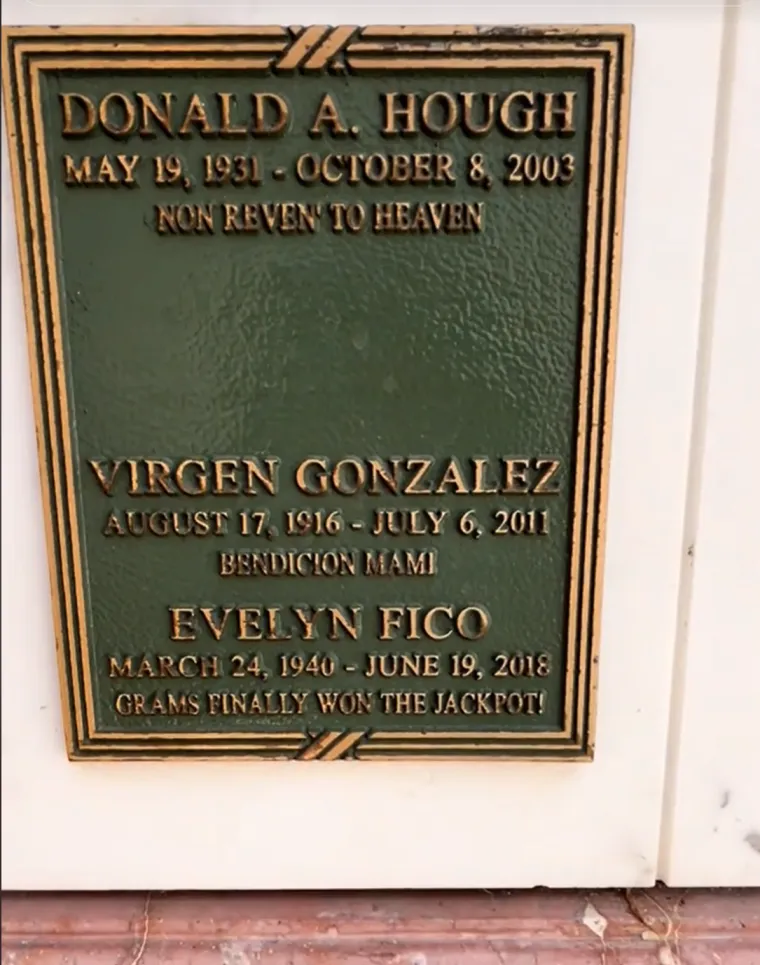 DONALD A. HOUGH
MAY 19, 1931 - OCTOBER 8, 2003
NON REVEN' TO HEAVEN
VIRGEN GONZALEZ
AUGUST 17, 1916 - JULY 6, 2011
BENDICION MAMI
EVELYN FICO
MARCH 24, 1940 - JUNE 19, 2018
GRAMS FINALLY WON THE JACKPOT!